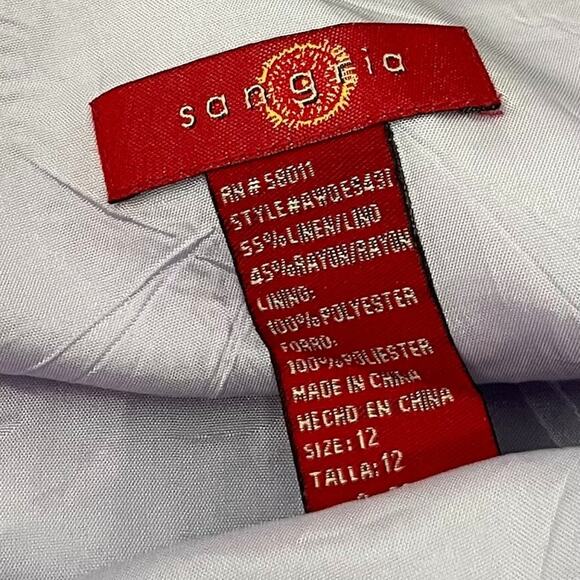 sangria
RN# 58011
STYLE#AWQES43I
55%LINEN/LINO
45%RAYON/RAYON
LINING:
100%POLYESTER
FORRO:
100%POLIESTER
MADE IN CHINA
HECHO EN CHINA
SIZE: 12
TALLA: 12